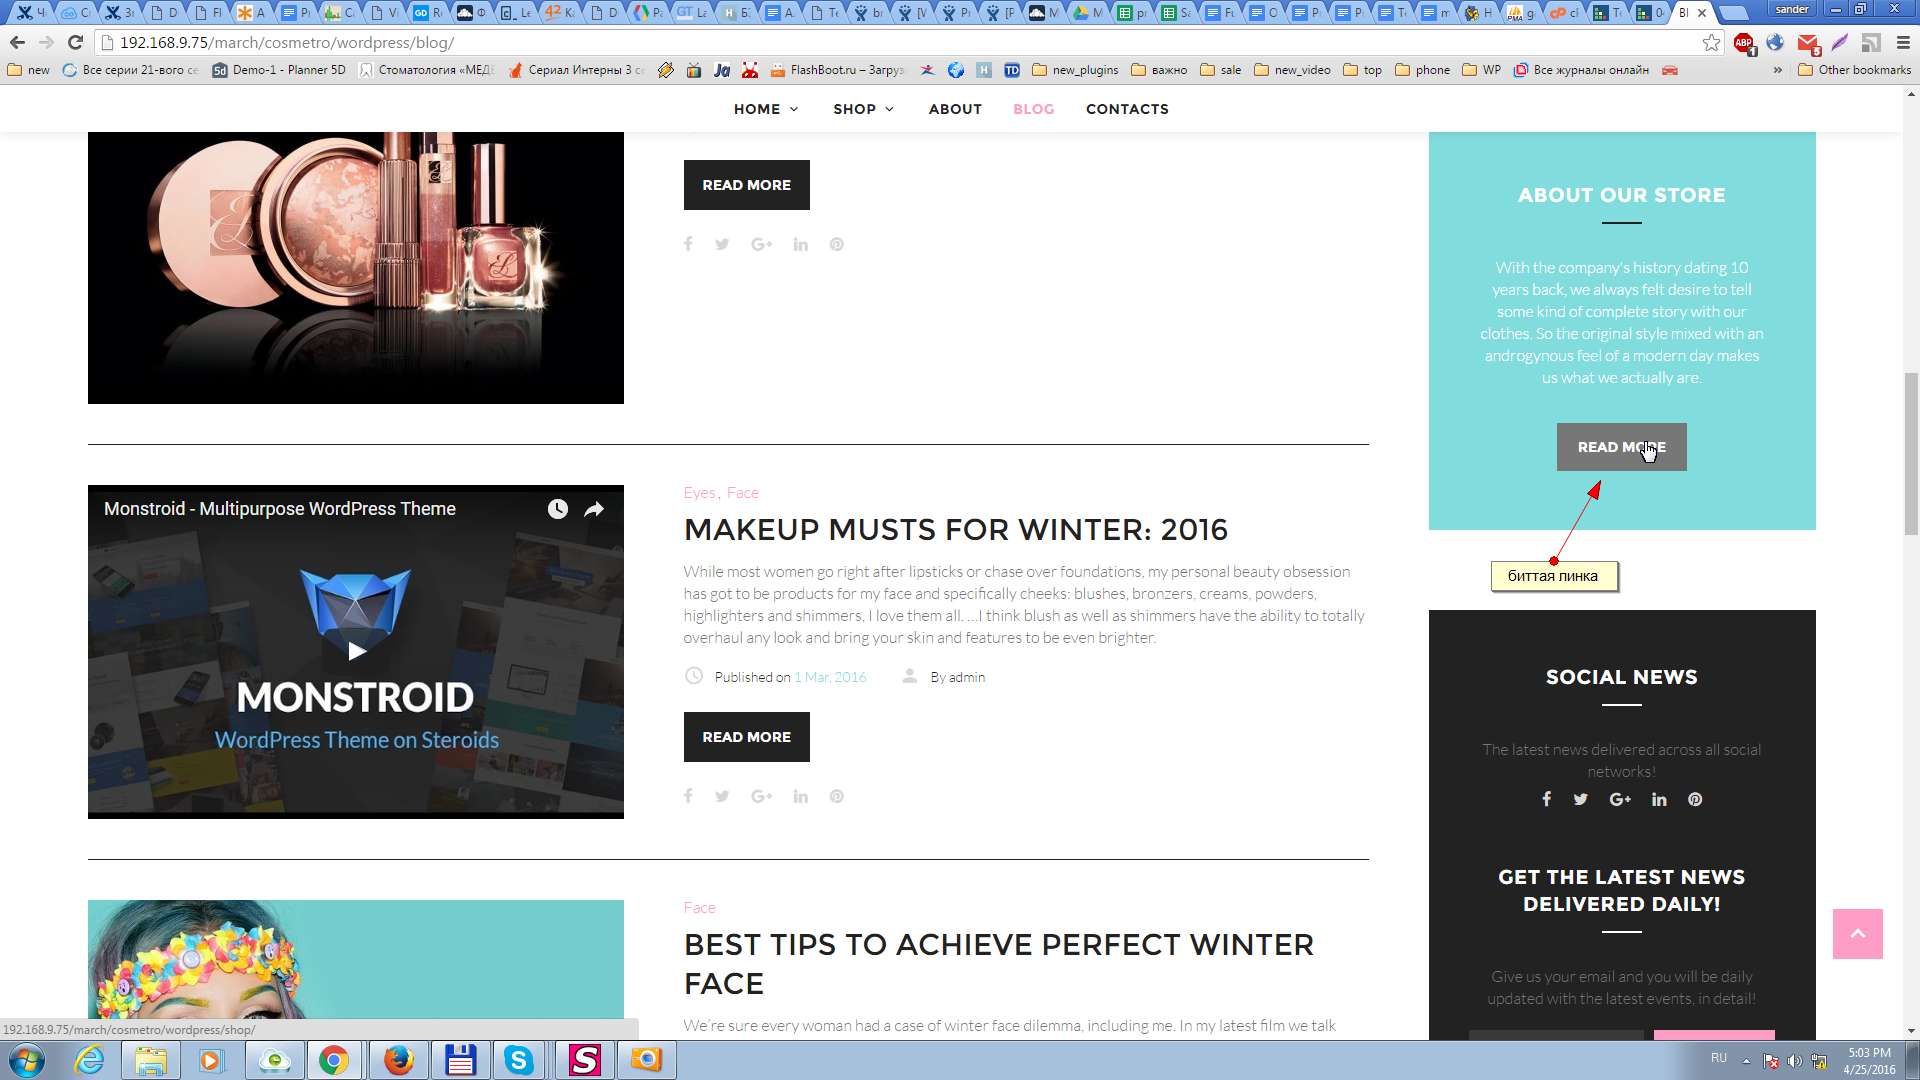 sander
192.168.9.75/march/cosmetro/wordpress/blog/
new
Все серии 21-вого се
Demo-1 - Planner 5D
Стоматология «МЕДЕ
Сериал Интерны 3 се
FlashBoot.ru – Загруз
new_plugins
важно
sale
new_video
top
phone
WP
Все журналы онлайн
»
Other bookmarks
HOME
SHOP
ABOUT
BLOG
CONTACTS
READ MORE
ABOUT OUR STORE
With the company's history dating 10
years back, we always felt desire to tell
some kind of complete story with our
clothes. So the original style mixed with an
androgynous feel of a modern day makes
us what we actually are.
READ MORE
биттая линка
Monstroid - Multipurpose WordPress Theme
MONSTROID
WordPress Theme on Steroids
Eyes, Face
MAKEUP MUSTS FOR WINTER: 2016
While most women go right after lipsticks or chase over foundations, my personal beauty obsession
has got to be products for my face and specifically cheeks: blushes, bronzers, creams, powders,
highlighters and shimmers, I love them all. ...I think blush as well as shimmers have the ability to totally
overhaul any look and bring your skin and features to be even brighter.
Published on 1 Mar, 2016
By admin
READ MORE
SOCIAL NEWS
The latest news delivered across all social
networks!
GET THE LATEST NEWS
DELIVERED DAILY!
Give us your email and you will be daily
updated with the latest events, in detail!
Face
BEST TIPS TO ACHIEVE PERFECT WINTER
FACE
We're sure every woman had a case of winter face dilemma, including me. In my latest film we talk
192.168.9.75/march/cosmetro/wordpress/shop/
RU
5:03 PM
4/25/2016